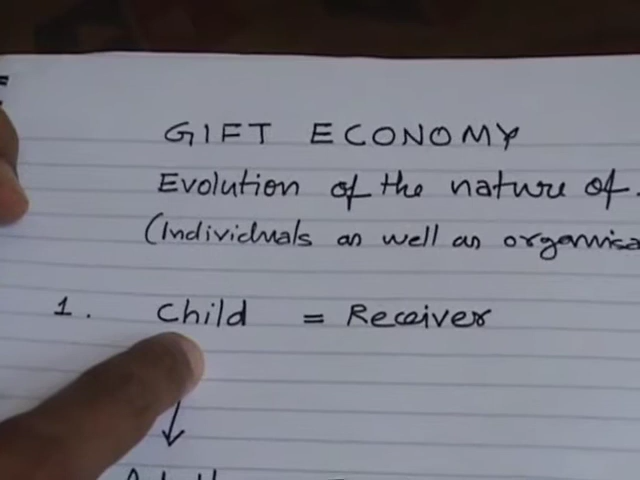 GIFT ECONOMY
Evolution of the nature of
(Individuals as well as
1. Child = Receiver